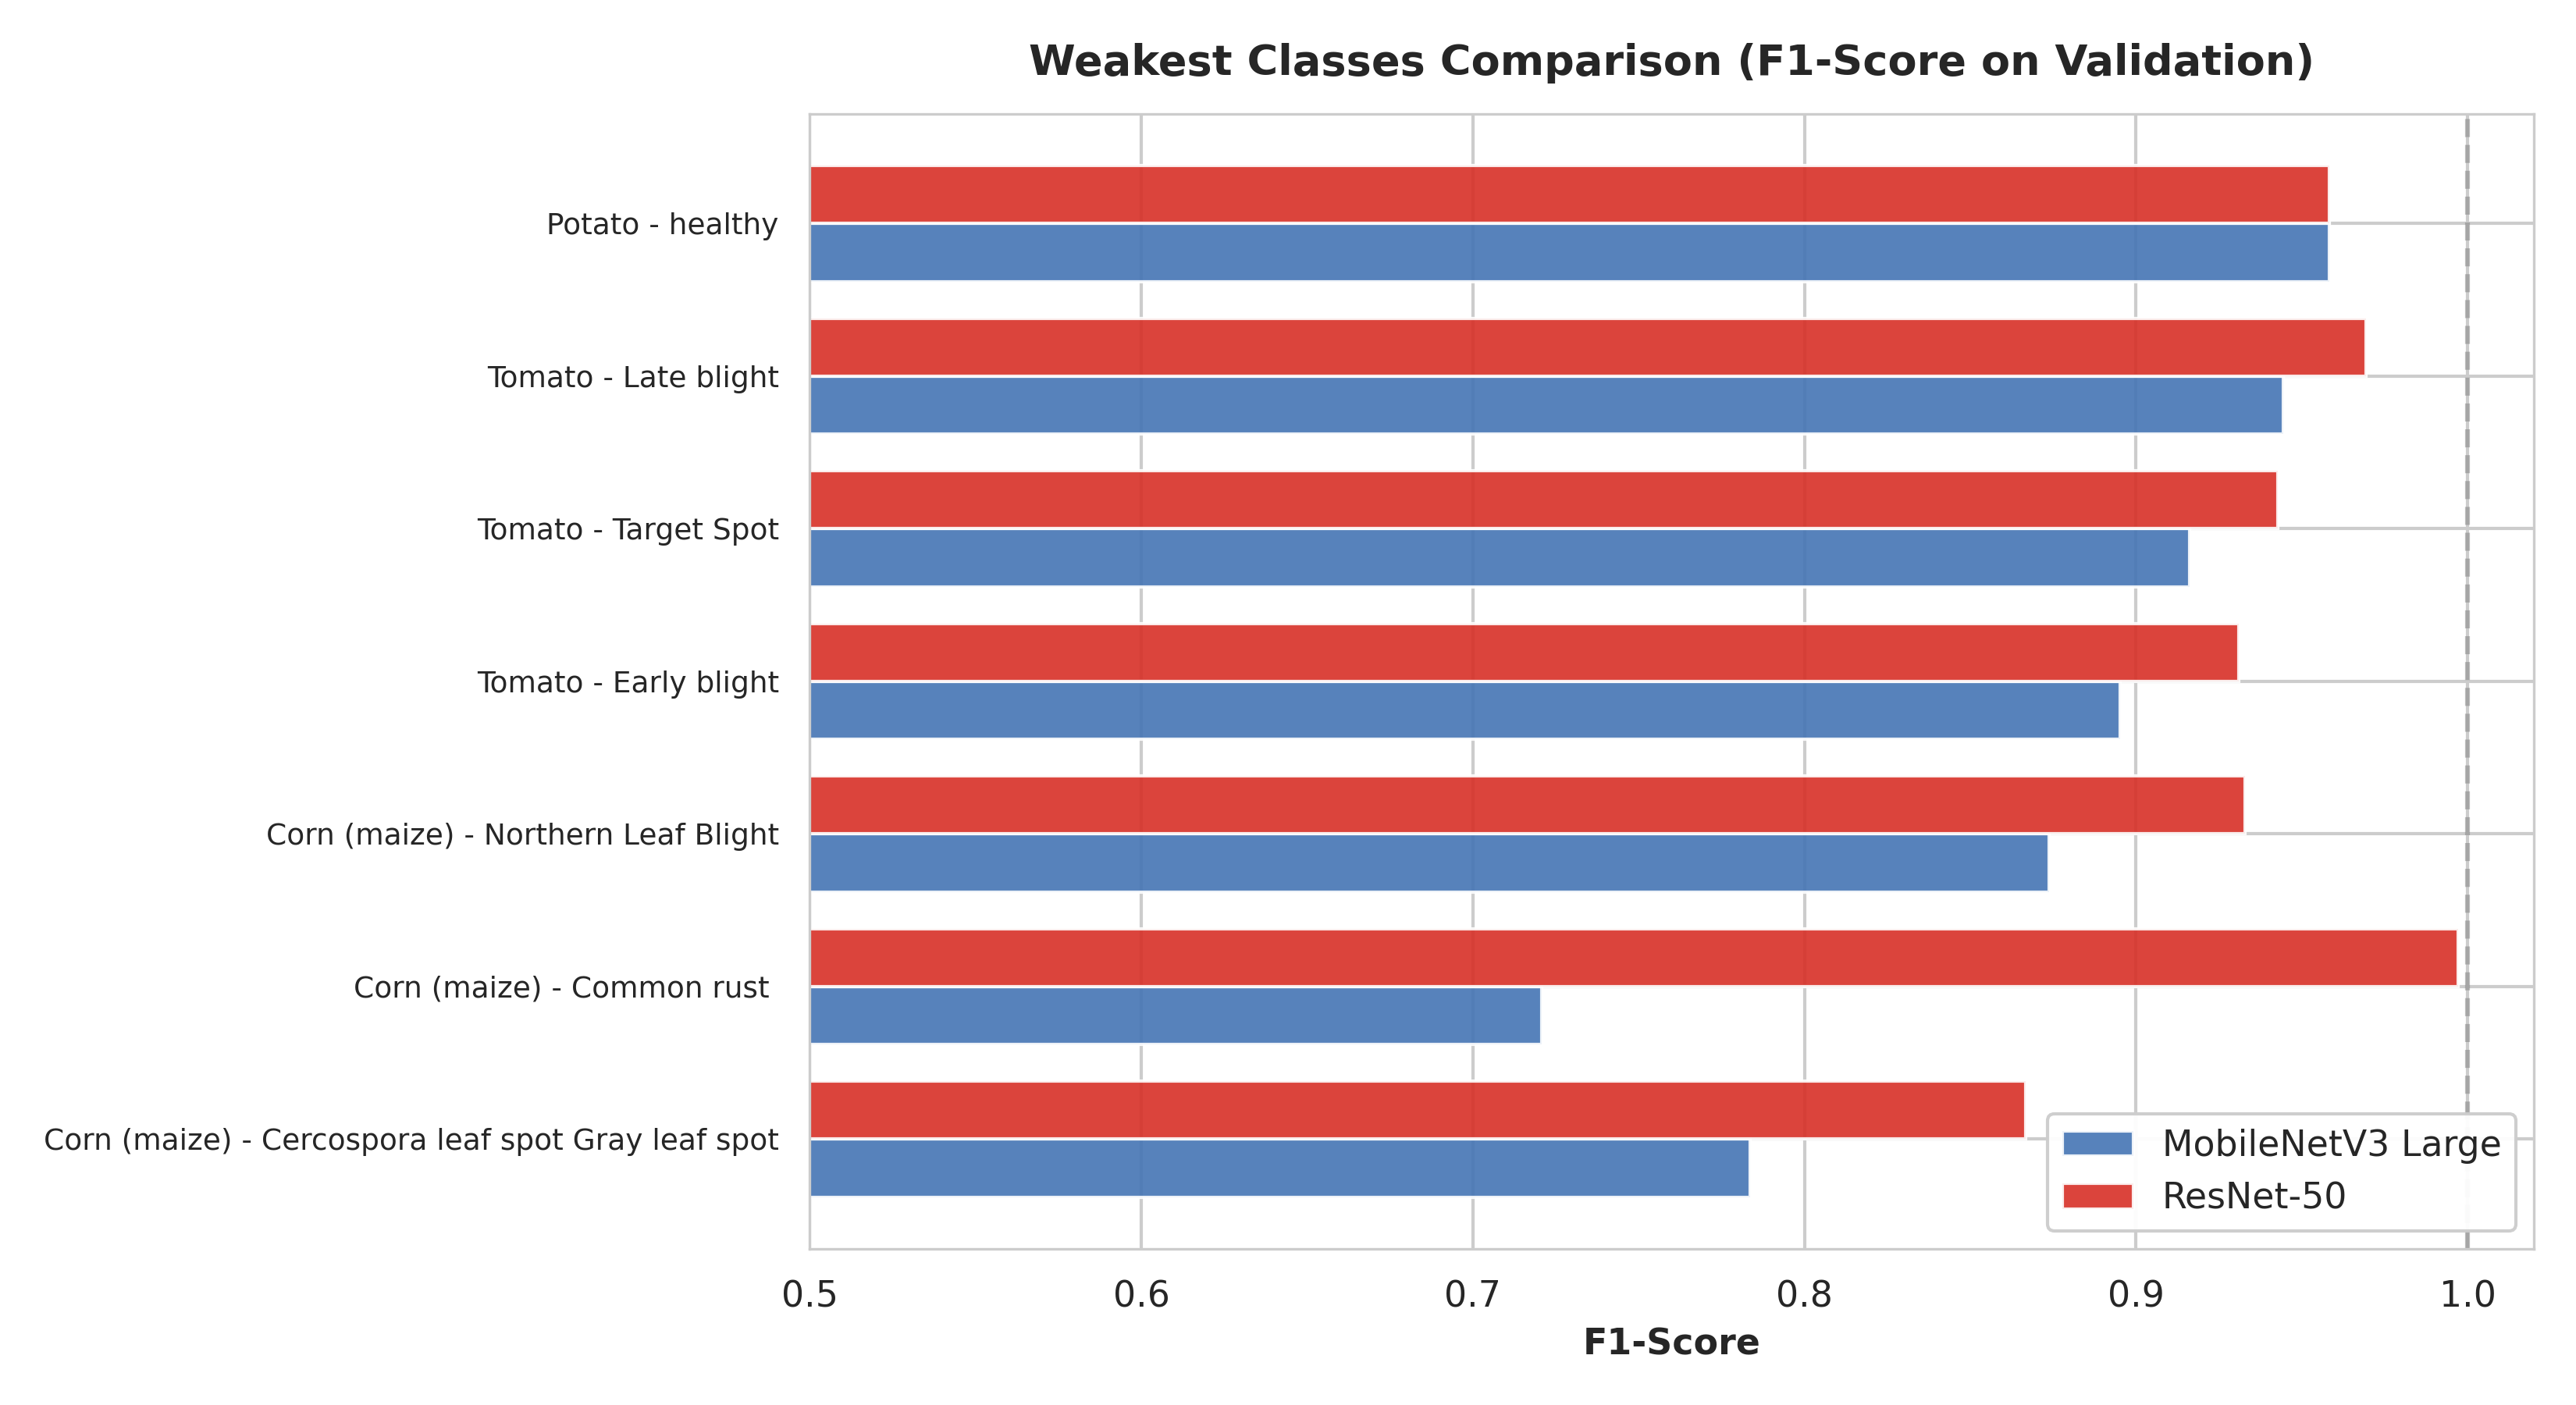 Weakest Classes Comparison (F1-Score on Validation)
Potato - healthy
Tomato - Late blight
Tomato - Target Spot
Tomato - Early blight
Corn (maize) - Northern Leaf Blight
Corn (maize) - Common rust
Corn (maize) - Cercospora leaf spot Gray leaf spot
MobileNetV3 Large
ResNet-50
0.5 0.6 0.7 0.8 0.9 1.0
F1-Score